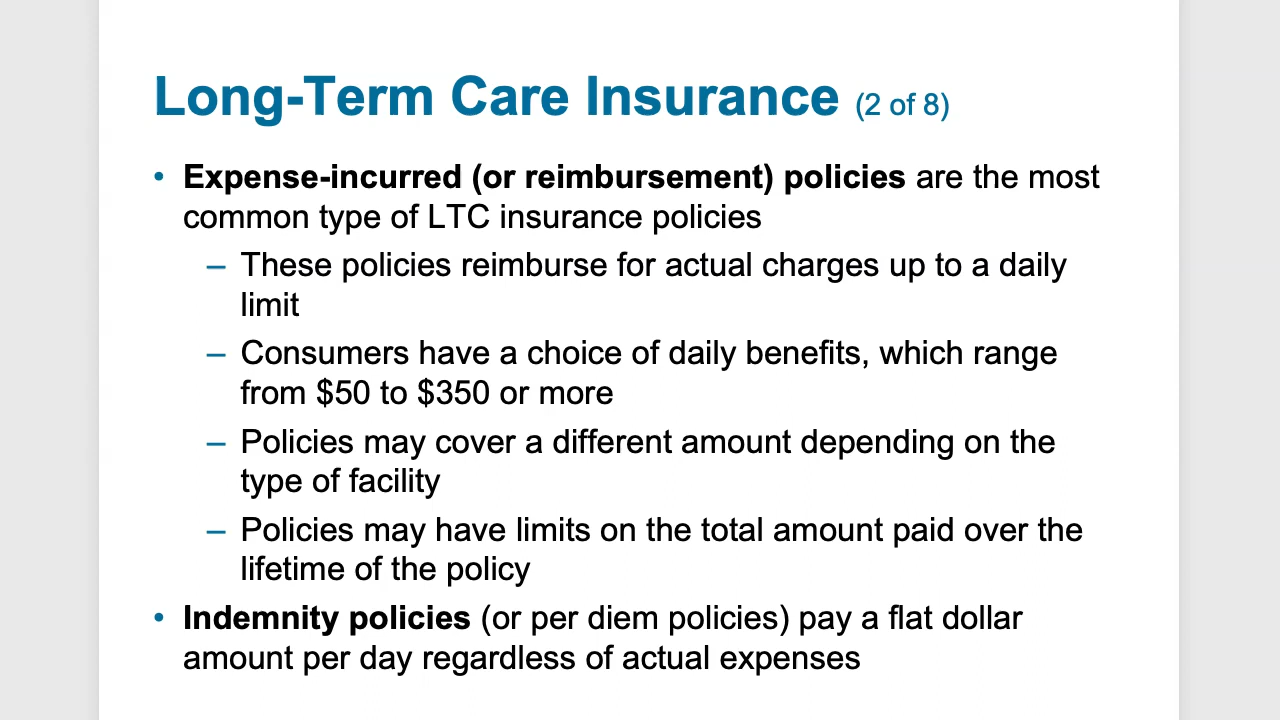 Long-Term Care Insurance (2 of 8)
• Expense-incurred (or reimbursement) policies are the most
common type of LTC insurance policies
– These policies reimburse for actual charges up to a daily
limit
– Consumers have a choice of daily benefits, which range
from $50 to $350 or more
– Policies may cover a different amount depending on the
type of facility
– Policies may have limits on the total amount paid over the
lifetime of the policy
• Indemnity policies (or per diem policies) pay a flat dollar
amount per day regardless of actual expenses